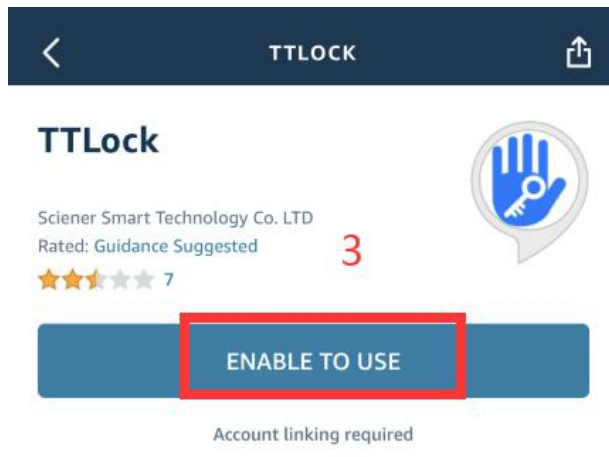 TTLOCK
TTLock
Sciener Smart Technology Co. LTD
Rated: Guidance Suggested
7
3
ENABLE TO USE
Account linking required